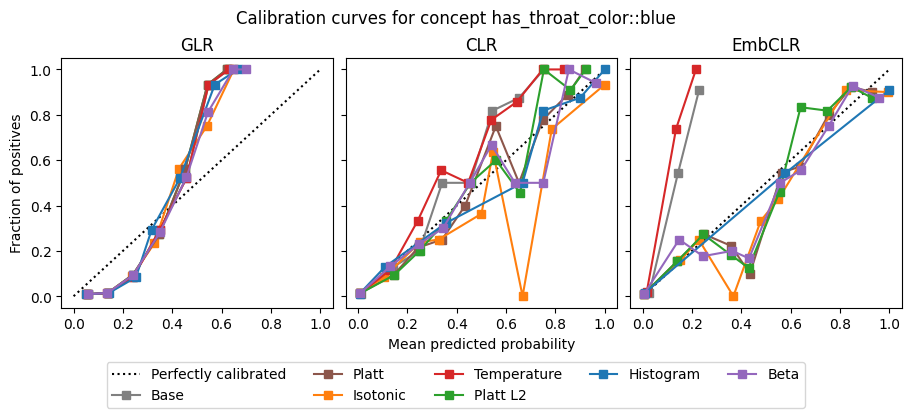 Calibration curves for concept has_throat_color::blue
GLR
CLR
EmbCLR
Fraction of positives
1.0
0.8
0.6
0.4
0.2
0.0
0.0 0.2 0.4 0.6 0.8 1.0
0.0 0.2 0.4 0.6 0.8 1.0
0.0 0.2 0.4 0.6 0.8 1.0
Mean predicted probability
Perfectly calibrated Platt Temperature Histogram Beta
Base Isotonic Platt L2